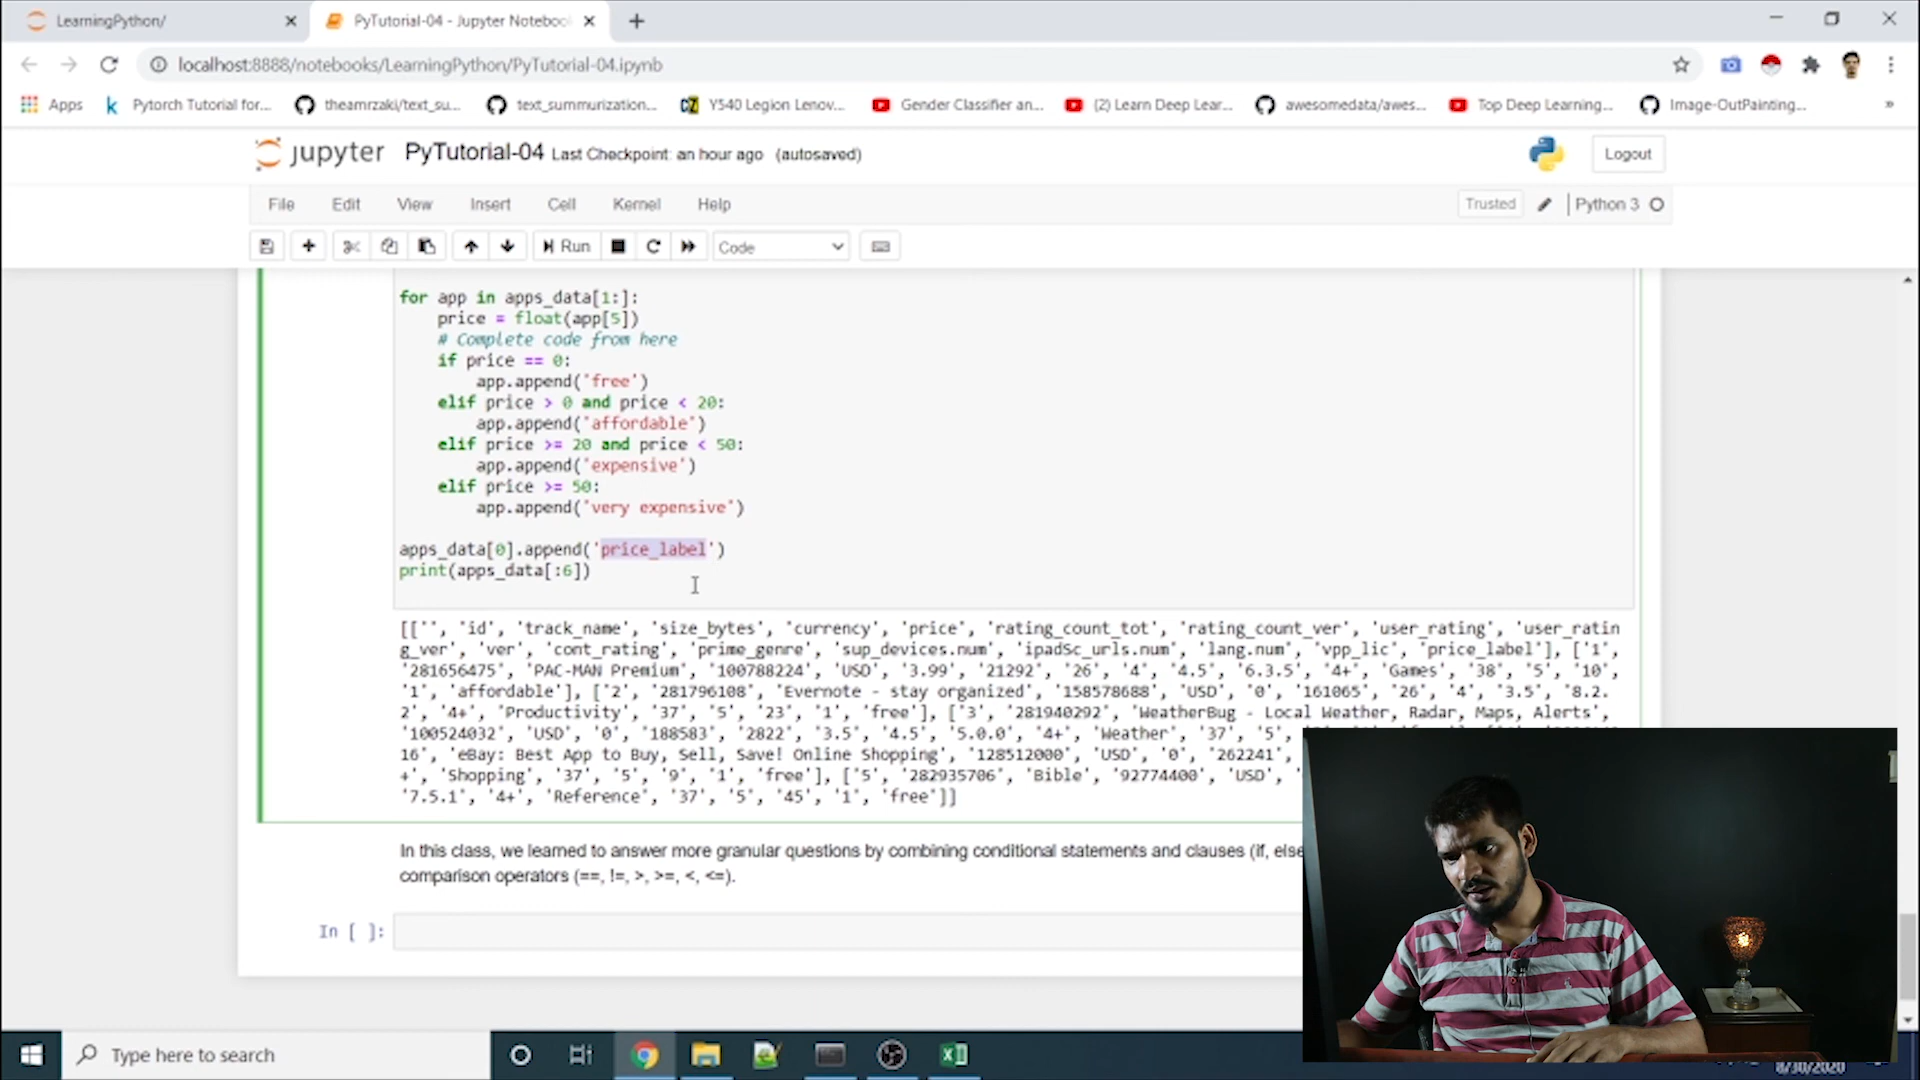 LearningPython/
PyTutorial-04 - Jupyter Noteboo
localhost:8888/notebooks/LearningPython/PyTutorial-04.ipynb
Apps Pytorch Tutorial for... theamrzaki/text_su... text_summurization... Y540 Legion Lenov... Gender Classifier an... (2) Learn Deep Lear... awesomedata/awes... Top Deep Learning... Image-OutPainting... »
jupyter PyTutorial-04 Last Checkpoint: an hour ago (autosaved) Logout
File Edit View Insert Cell Kernel Help Trusted Python 3
Run Code
for app in apps_data[1:]:
price = float(app[5])
# Complete code from here
if price == 0:
app.append('free')
elif price > 0 and price < 20:
app.append('affordable')
elif price >= 20 and price < 50:
app.append('expensive')
elif price >= 50:
app.append('very expensive')
apps_data[0].append('price_label')
print(apps_data[:6])
[['', 'id', 'track_name', 'size_bytes', 'currency', 'price', 'rating_count_tot', 'rating_count_ver', 'user_rating', 'user_ratin
g_ver', 'ver', 'cont_rating', 'prime_genre', 'sup_devices.num', 'ipadSc_urls.num', 'lang.num', 'vpp_lic', 'price_label'], ['1',
'281656475', 'PAC-MAN Premium', '100788224', 'USD', '3.99', '21292', '26', '4', '4.5', '6.3.5', '4+', 'Games', '38', '5', '10',
'1', 'affordable'], ['2', '281796108', 'Evernote - stay organized', '158578688', 'USD', '0', '161065', '26', '4', '3.5', '8.2.
2', '4+', 'Productivity', '37', '5', '23', '1', 'free'], ['3', '281940292', 'WeatherBug - Local Weather, Radar, Maps, Alerts',
'100524032', 'USD', '0', '188583', '2822', '3.5', '4.5', '5.0.0', '4+', 'Weather', '37', '5',
16', 'eBay: Best App to Buy, Sell, Save! Online Shopping', '128512000', 'USD', '0', '262241',
+', 'Shopping', '37', '5', '9', '1', 'free'], ['5', '282935706', 'Bible', '92774400', 'USD',
'7.5.1', '4+', 'Reference', '37', '5', '45', '1', 'free']]
In this class, we learned to answer more granular questions by combining conditional statements and clauses (if, else
comparison operators (==, !=, >, >=, <, <=).
In [ ]:
Type here to search
8/30/2020